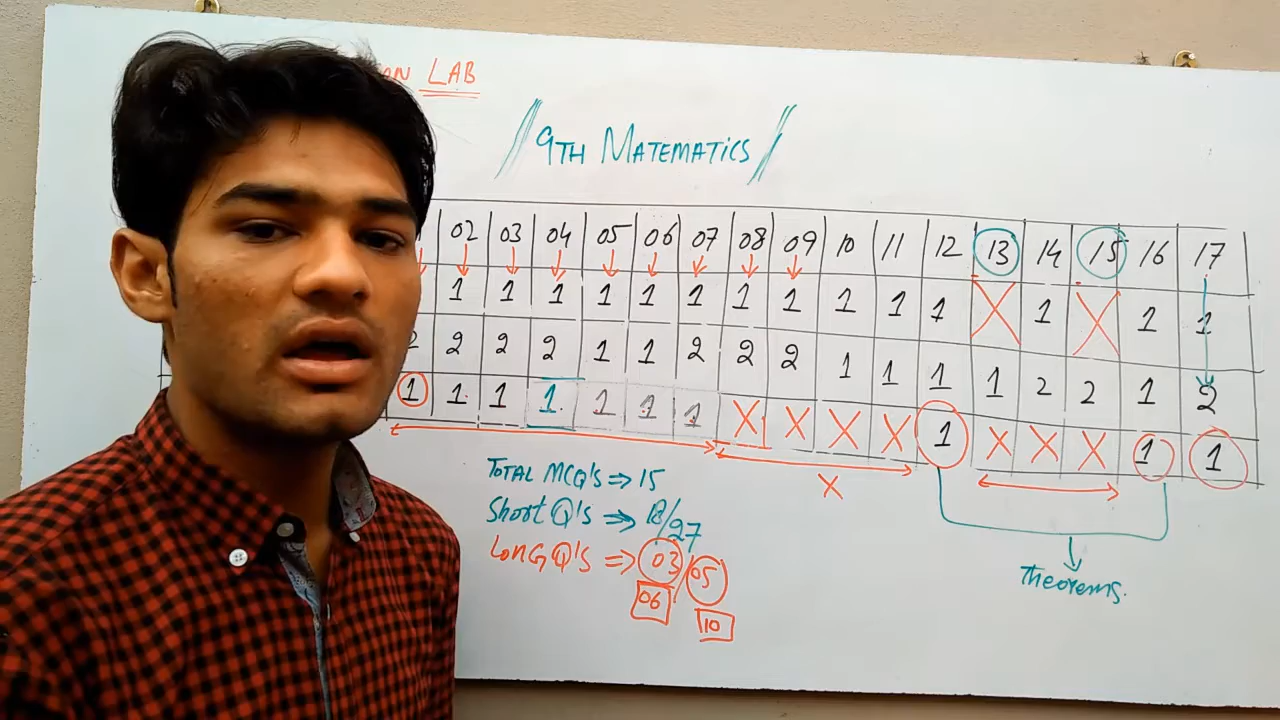 LAB
9TH MATEMATICS
02 03 04 05 06 07 08 09 10 11 12 13 14 15 16 17
1 1 1 1 1 1 1 1 1 1 1 X 1 X 1 1
2 2 2 2 1 1 2 2 2 1 1 1 1 2 2 1 2
1 1 1 1 1 1 1 X X X X 1 X X X 1 1
X
TOTAL MCQ'S ⇒ 15
Short Q'S ⇒ 18/27
LONG Q'S ⇒ 03/05
06 10
Theorems.